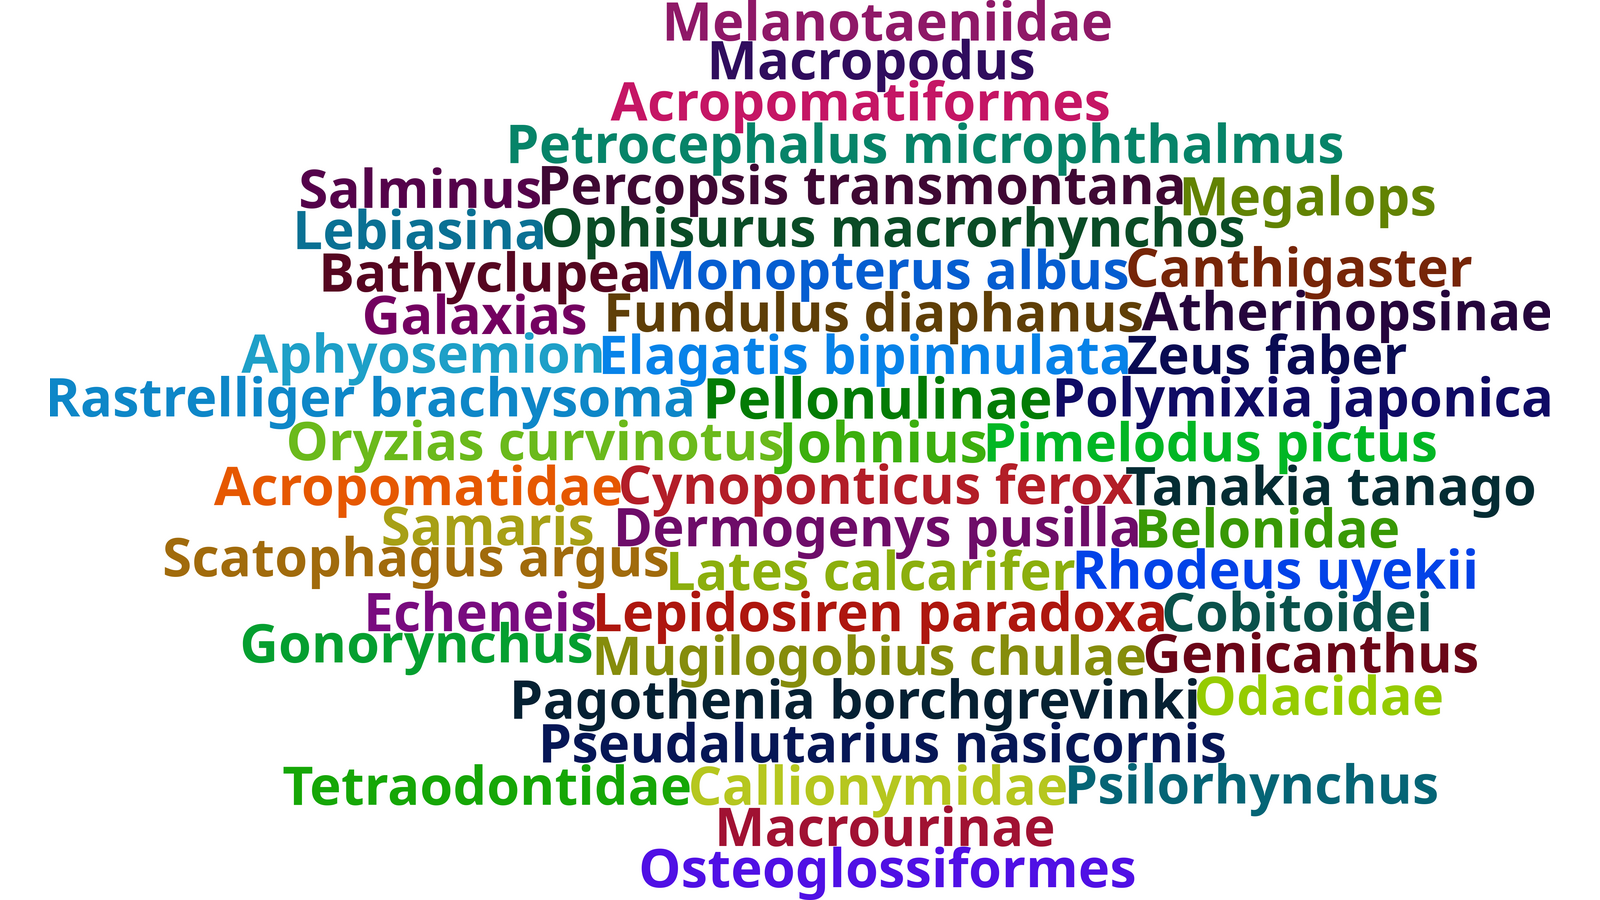 Melanotaeniidae
Macropodus
Acropomatiformes
Petrocephalus microphthalmus
Salminus Percopsis transmontana Megalops
Lebiasina Ophisurus macrorhynchos
Bathyclupea Monopterus albus Canthigaster
Galaxias Fundulus diaphanus Atherinopsinae
Aphyosemion Elagatis bipinnulata Zeus faber
Rastrelliger brachysoma Pellonulinae Polymixia japonica
Oryzias curvinotus Johnius Pimelodus pictus
Acropomatidae Cynoponticus ferox Tanakia tanago
Samaris Dermogenys pusilla Belonidae
Scatophagus argus Lates calcarifer Rhodeus uyekii
Echeneis Lepidosiren paradoxa Cobitoidei
Gonorynchus Mugilogobius chulae Genicanthus
Pagothenia borchgrevinki Odacidae
Pseudalutarius nasicornis
Tetraodontidae Callionymidae Psilorhynchus
Macrourinae
Osteoglossiformes